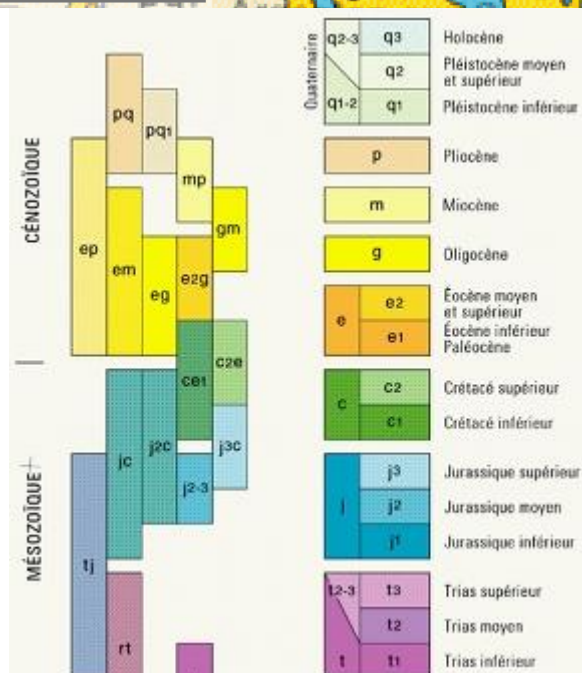 Quaternaire
q2-3
q3
Holocène
q2
Pléistocène moyen
et supérieur
q1-2
q1
Pléistocène inférieur
CÉNOZOÏQUE
pq
pq1
p
Pliocène
mp
m
Miocène
ep
em
eg
e2g
gm
g
Oligocène
e
e2
Éocène moyen
et supérieur
e1
Éocène inférieur
Paléocène
MÉSOZOÏQUE
ce1
c2e
c
c2
Crétacé supérieur
c1
Crétacé inférieur
jc
j2c
j3c
j2-3
j
j3
Jurassique supérieur
j2
Jurassique moyen
j1
Jurassique inférieur
tj
rt
t2-3
t3
Trias supérieur
t2
Trias moyen
t
t1
Trias inférieur